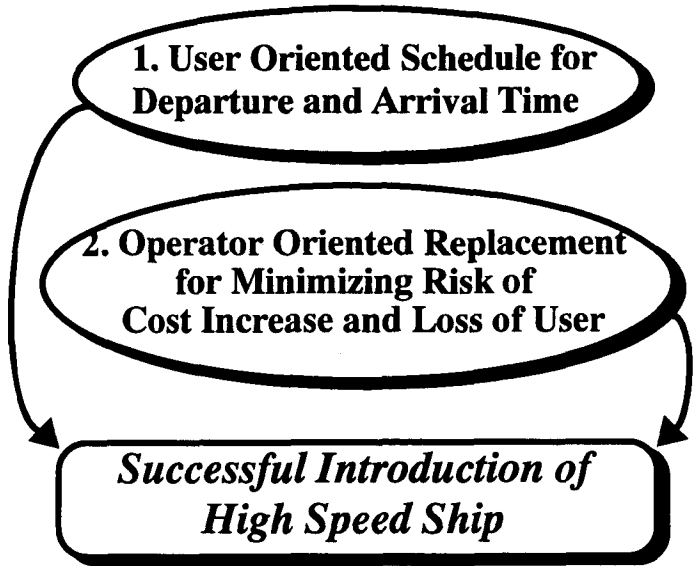 1. User Oriented Schedule for
Departure and Arrival Time
2. Operator Oriented Replacement
for Minimizing Risk of
Cost Increase and Loss of User
Successful Introduction of
High Speed Ship